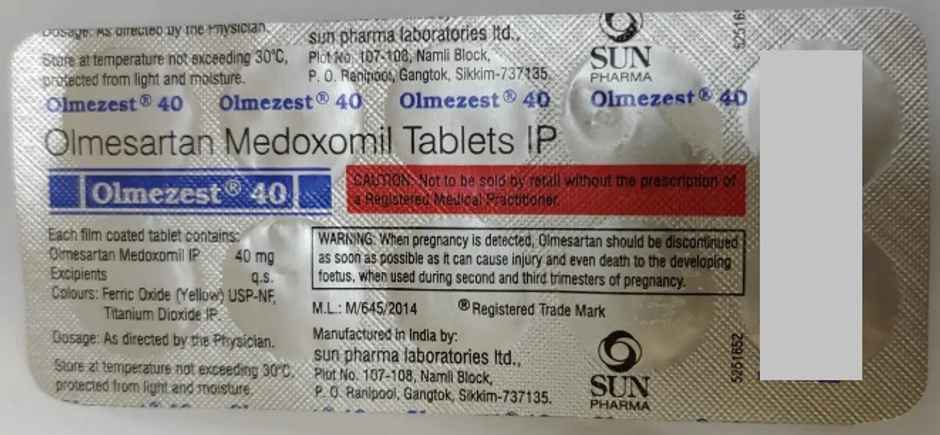 Dosage: As directed by the Physician.
Store at temperature not exceeding 30°C,
protected from light and moisture.
sun pharma laboratories ltd.,
Plot No. 107-108, Namli Block,
P. O. Ranipool, Gangtok, Sikkim-737135.
SUN
PHARMA
Olmezest® 40 Olmezest® 40 Olmezest® 40 Olmezest® 40
Olmesartan Medoxomil Tablets IP
Olmezest® 40
CAUTION: Not to be sold by retail without the prescription of
a Registered Medical Practitioner.
Each film coated tablet contains:
Olmesartan Medoxomil IP 40 mg
Excipients q.s.
Colours: Ferric Oxide (Yellow) USP-NF,
Titanium Dioxide IP.
Dosage: As directed by the Physician.
Store at temperature not exceeding 30°C,
protected from light and moisture.
WARNING: When pregnancy is detected, Olmesartan should be discontinued
as soon as possible as it can cause injury and even death to the developing
foetus, when used during second and third trimesters of pregnancy.
M.L.: M/645/2014 ® Registered Trade Mark
Manufactured in India by:
sun pharma laboratories ltd.,
Plot No. 107-108, Namli Block,
P. O. Ranipool, Gangtok, Sikkim-737135.
SUN
PHARMA
5251652